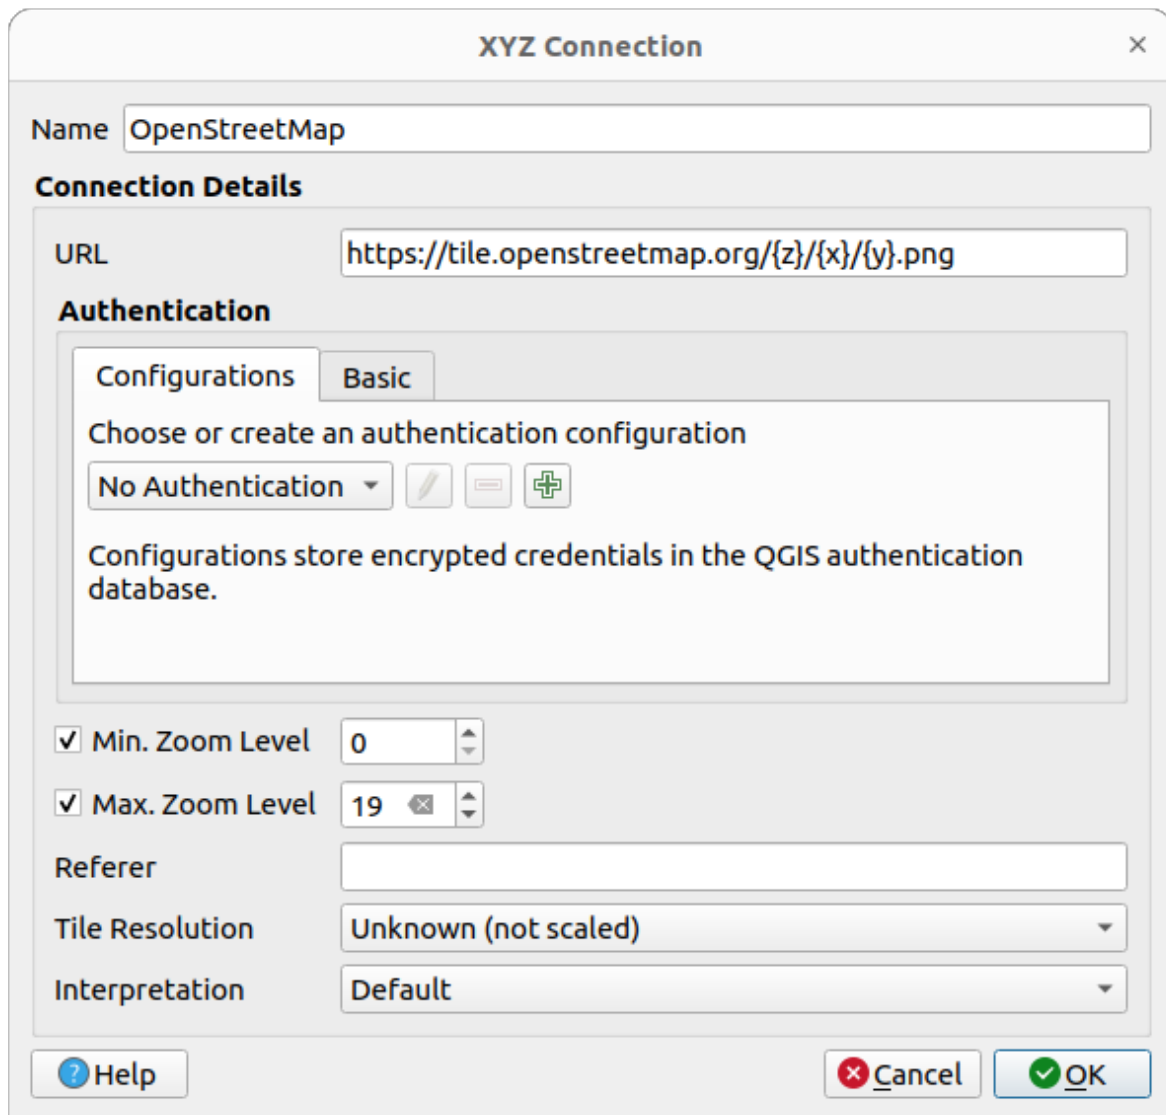 XYZ Connection
Name OpenStreetMap
Connection Details
URL https://tile.openstreetmap.org/{z}/{x}/{y}.png
Authentication
Configurations Basic
Choose or create an authentication configuration
No Authentication
Configurations store encrypted credentials in the QGIS authentication
database.
Min. Zoom Level 0
Max. Zoom Level 19
Referer
Tile Resolution Unknown (not scaled)
Interpretation Default
Help Cancel OK